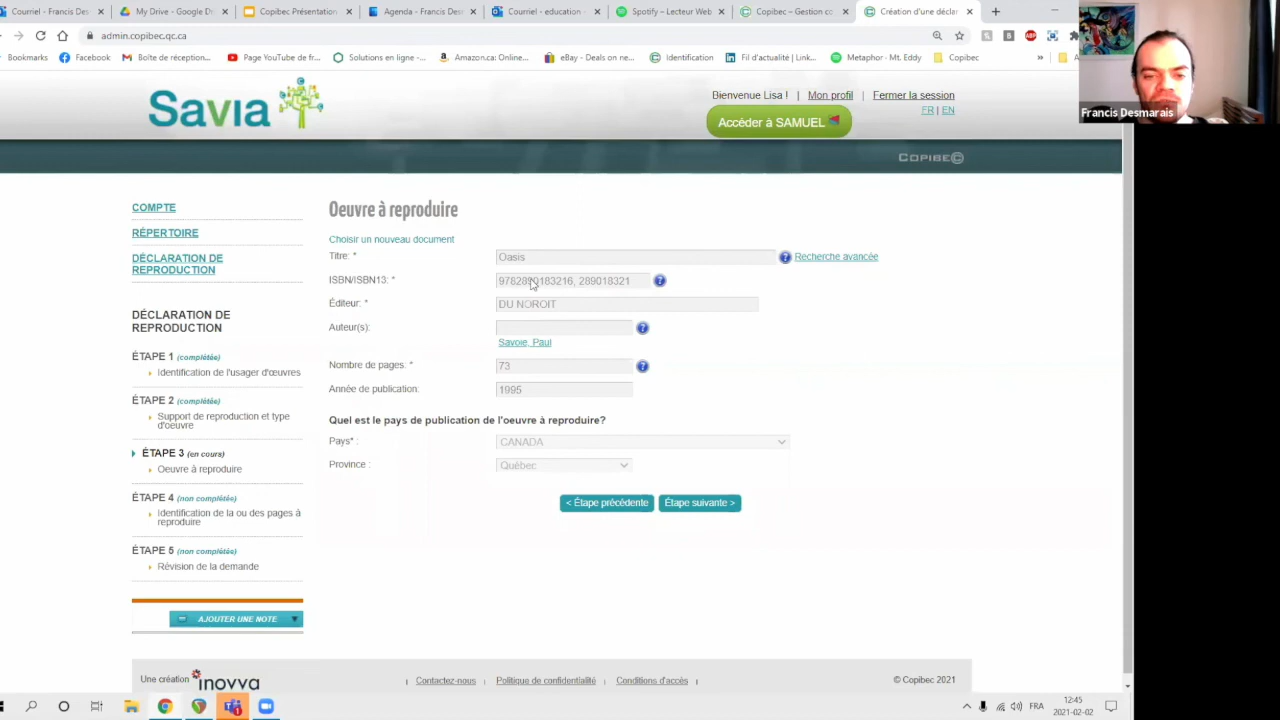 Courriel - Francis Des...
My Drive - Google D
Copibec Présentation
Agenda - Francis Des
Courriel - education -
Spotify – Lecteur Web
Copibec – Gestion co
Création d'une déclar
admin.copibec.qc.ca
Bookmarks
Facebook
Boîte de réception...
Page YouTube de fr...
Solutions en ligne -...
Amazon.ca: Online...
eBay - Deals on ne...
Identification
Fil d'actualité | Link...
Metaphor - Mt. Eddy
Copibec
Francis Desmarais
Savia
Bienvenue Lisa ! | Mon profil | Fermer la session
FR | EN
Accéder à SAMUEL
COPIBEC
COMPTE
RÉPERTOIRE
DÉCLARATION DE
REPRODUCTION
DÉCLARATION DE
REPRODUCTION
ÉTAPE 1 (complétée)
Identification de l'usager d'œuvres
ÉTAPE 2 (complétée)
Support de reproduction et type
d'oeuvre
ÉTAPE 3 (en cours)
Oeuvre à reproduire
ÉTAPE 4 (non complétée)
Identification de la ou des pages à
reproduire
ÉTAPE 5 (non complétée)
Révision de la demande
AJOUTER UNE NOTE
Oeuvre à reproduire
Choisir un nouveau document
Titre: * Oasis ? Recherche avancée
ISBN/ISBN13: * 9782890183216, 289018321 ?
Éditeur: * DU NOROIT
Auteur(s): ?
Savoie, Paul
Nombre de pages: * 73 ?
Année de publication: 1995
Quel est le pays de publication de l'oeuvre à reproduire?
Pays* : CANADA
Province : Québec
< Étape précédente
Étape suivante >
Une création inovva
| Contactez-nous | Politique de confidentialité | Conditions d'accès |
© Copibec 2021
FRA
12:45
2021-02-02